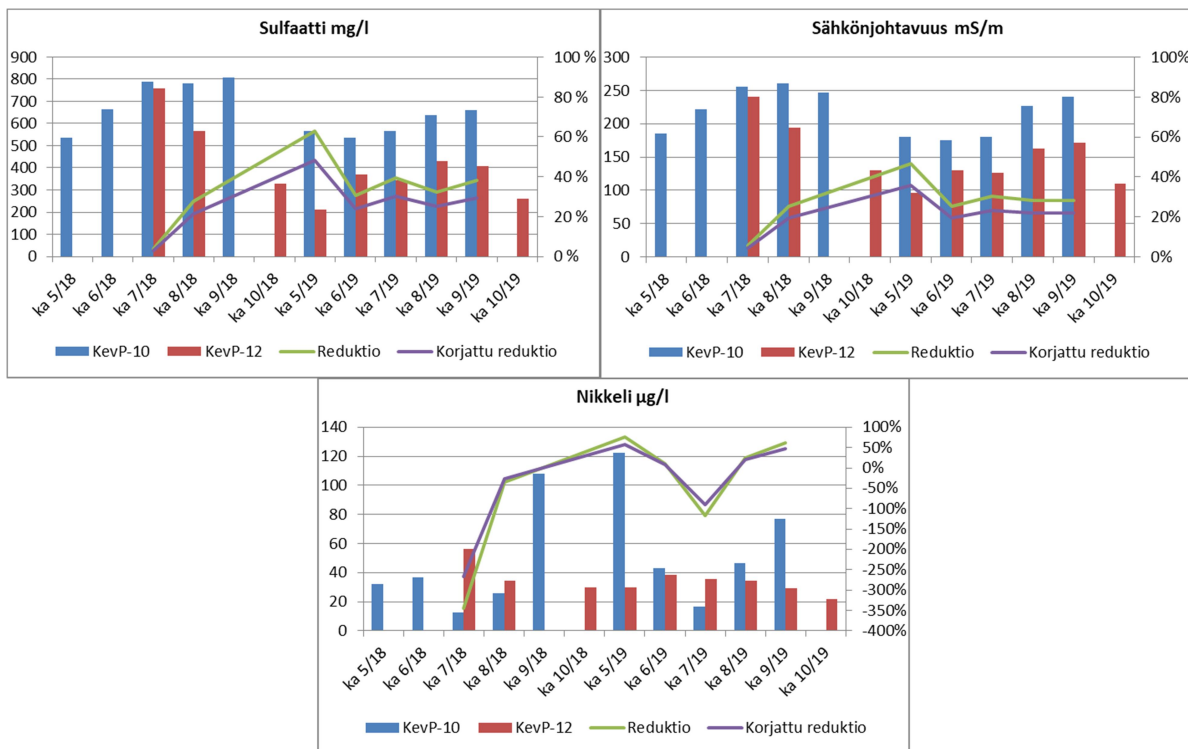 Sulfaatti mg/l
900
800
700
600
500
400
300
200
100
0
100 %
80 %
60 %
40 %
20 %
0 %
ka 5/18
ka 6/18
ka 7/18
ka 8/18
ka 9/18
ka 10/18
ka 5/19
ka 6/19
ka 7/19
ka 8/19
ka 9/19
ka 10/19
KevP-10 KevP-12 Reduktio Korjattu reduktio
Sähkönjohtavuus mS/m
300
250
200
150
100
50
0
100%
80%
60%
40%
20%
0%
ka 5/18
ka 6/18
ka 7/18
ka 8/18
ka 9/18
ka 10/18
ka 5/19
ka 6/19
ka 7/19
ka 8/19
ka 9/19
ka 10/19
KevP-10 KevP-12 Reduktio Korjattu reduktio
Nikkeli µg/l
140
120
100
80
60
40
20
0
100%
50%
0%
-50%
-100%
-150%
-200%
-250%
-300%
-350%
-400%
ka 5/18
ka 6/18
ka 7/18
ka 8/18
ka 9/18
ka 10/18
ka 5/19
ka 6/19
ka 7/19
ka 8/19
ka 9/19
ka 10/19
KevP-10 KevP-12 Reduktio Korjattu reduktio